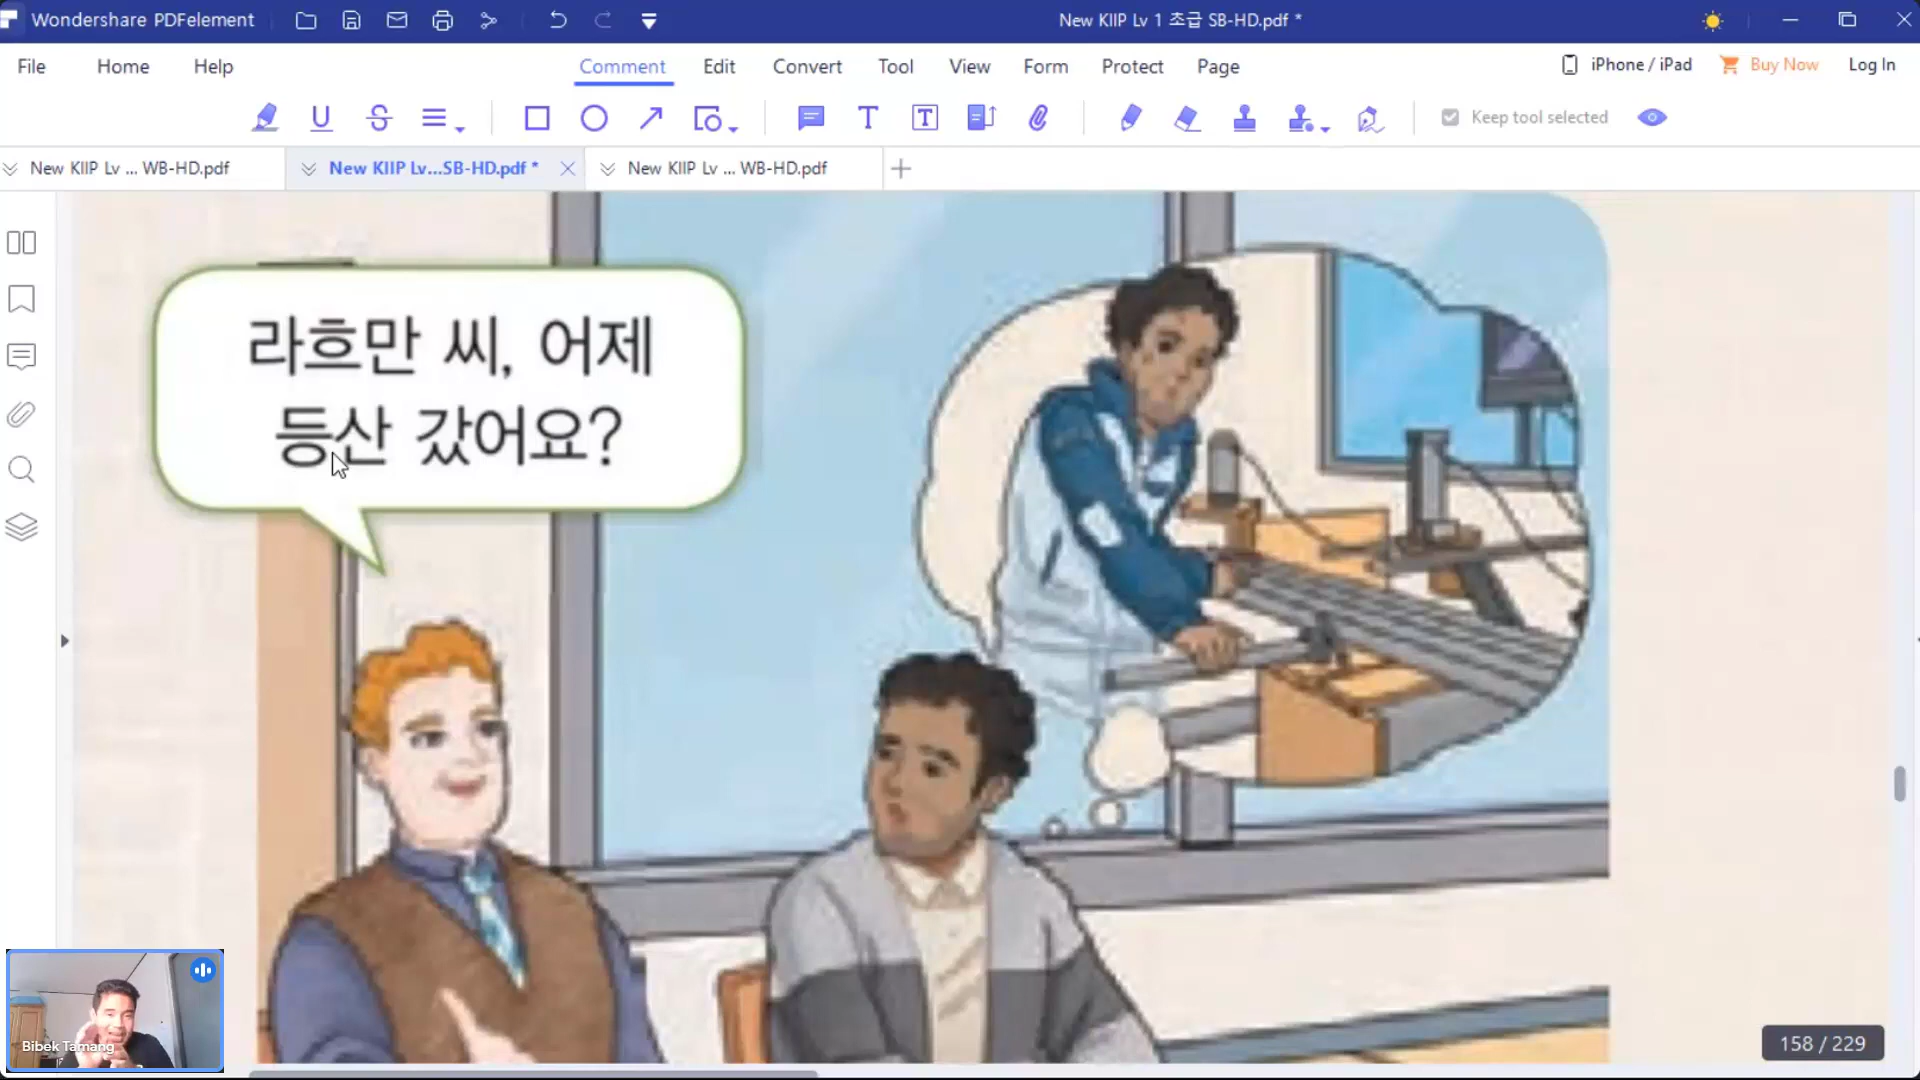 Wondershare PDFelement
New KIIP Lv 1 초급 SB-HD.pdf *
File Home Help Comment Edit Convert Tool View Form Protect Page iPhone / iPad Buy Now Log In
Keep tool selected
New KIIP Lv ... WB-HD.pdf New KIIP Lv...SB-HD.pdf * New KIIP Lv ... WB-HD.pdf
라흐만 씨, 어제
등산 갔어요?
Bibek Tamang
158 / 229